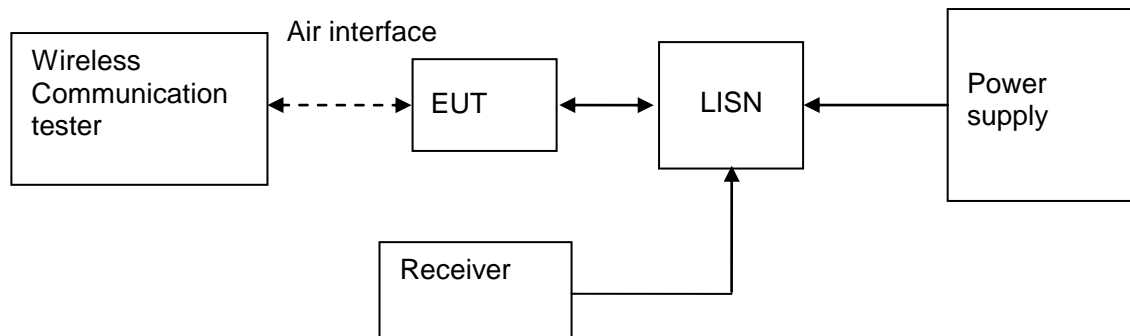 Air interface
Wireless
Communication
tester
EUT
LISN
Power
supply
Receiver